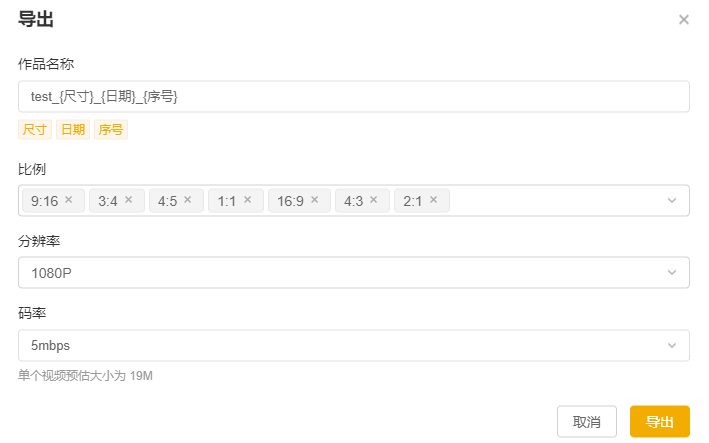 导出
作品名称
test_{尺寸}_{日期}_{序号}
尺寸 日期 序号
比例
9:16 3:4 4:5 1:1 16:9 4:3 2:1
分辨率
1080P
码率
5mbps
单个视频预估大小为 19M
取消 导出